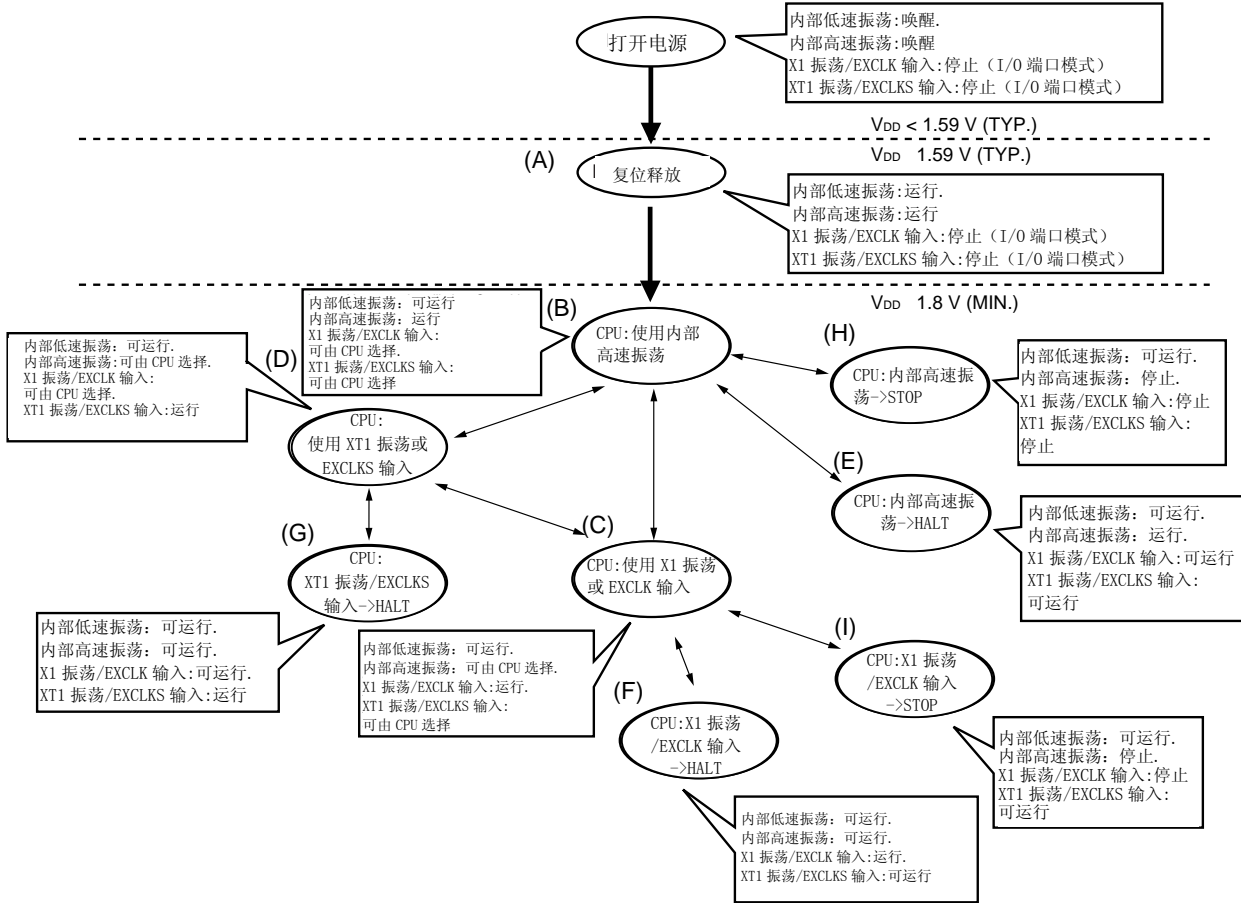 打开电源
内部低速振荡:唤醒.
内部高速振荡:唤醒
X1 振荡/EXCLK 输入:停止（I/O 端口模式）
XT1 振荡/EXCLKS 输入:停止（I/O 端口模式）
VDD < 1.59 V (TYP.)
VDD 1.59 V (TYP.)
(A)
复位释放
内部低速振荡:运行.
内部高速振荡:运行
X1 振荡/EXCLK 输入:停止（I/O 端口模式）
XT1 振荡/EXCLKS 输入:停止（I/O 端口模式）
VDD 1.8 V (MIN.)
(B)
CPU:使用内部
高速振荡
内部低速振荡: 可运行
内部高速振荡: 运行
X1 振荡/EXCLK 输入:
可由 CPU 选择.
XT1 振荡/EXCLKS 输入:
可由 CPU 选择
(D)
内部低速振荡: 可运行.
内部高速振荡:可由 CPU 选择.
X1 振荡/EXCLK 输入:
可由 CPU 选择.
XT1 振荡/EXCLKS 输入:运行
CPU:
使用 XT1 振荡或
EXCLKS 输入
(H)
CPU:内部高速振
荡->STOP
内部低速振荡: 可运行.
内部高速振荡: 停止.
X1 振荡/EXCLK 输入:停止
XT1 振荡/EXCLKS 输入:
停止
(E)
CPU:内部高速振
荡->HALT
内部低速振荡: 可运行.
内部高速振荡: 运行.
X1 振荡/EXCLK 输入:可运行
XT1 振荡/EXCLKS 输入:
可运行
(G)
CPU:
XT1 振荡/EXCLKS
输入->HALT
内部低速振荡: 可运行.
内部高速振荡: 可运行.
X1 振荡/EXCLK 输入:可运行.
XT1 振荡/EXCLKS 输入:运行
(C)
CPU:使用 X1 振荡
或 EXCLK 输入
内部低速振荡: 可运行.
内部高速振荡: 可由 CPU 选择.
X1 振荡/EXCLK 输入:运行.
XT1 振荡/EXCLKS 输入:
可由 CPU 选择
(I)
CPU:X1 振荡
/EXCLK 输入
->STOP
内部低速振荡: 可运行.
内部高速振荡: 停止.
X1 振荡/EXCLK 输入:停止
XT1 振荡/EXCLKS 输入:
可运行
(F)
CPU:X1 振荡
/EXCLK 输入
->HALT
内部低速振荡: 可运行.
内部高速振荡: 可运行.
X1 振荡/EXCLK 输入:运行.
XT1 振荡/EXCLKS 输入:可运行